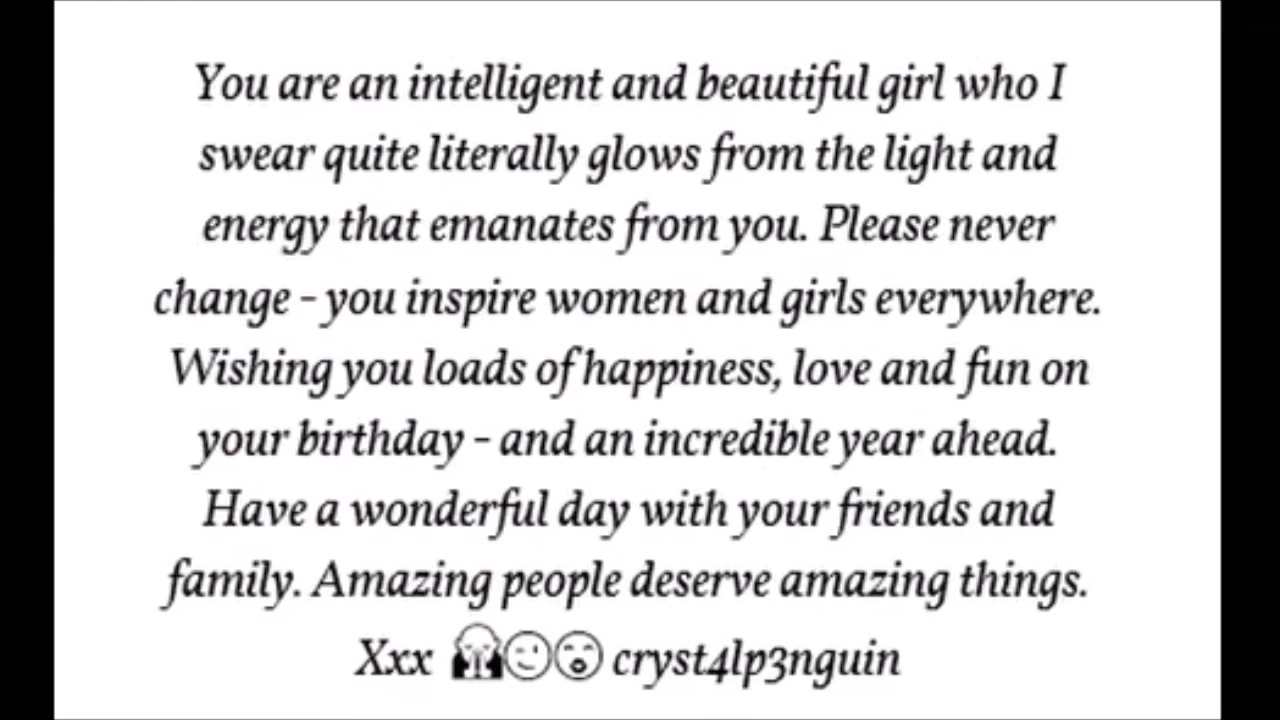 You are an intelligent and beautiful girl who I
swear quite literally glows from the light and
energy that emanates from you. Please never
change - you inspire women and girls everywhere.
Wishing you loads of happiness, love and fun on
your birthday - and an incredible year ahead.
Have a wonderful day with your friends and
family. Amazing people deserve amazing things.
Xxx cryst4lp3nguin